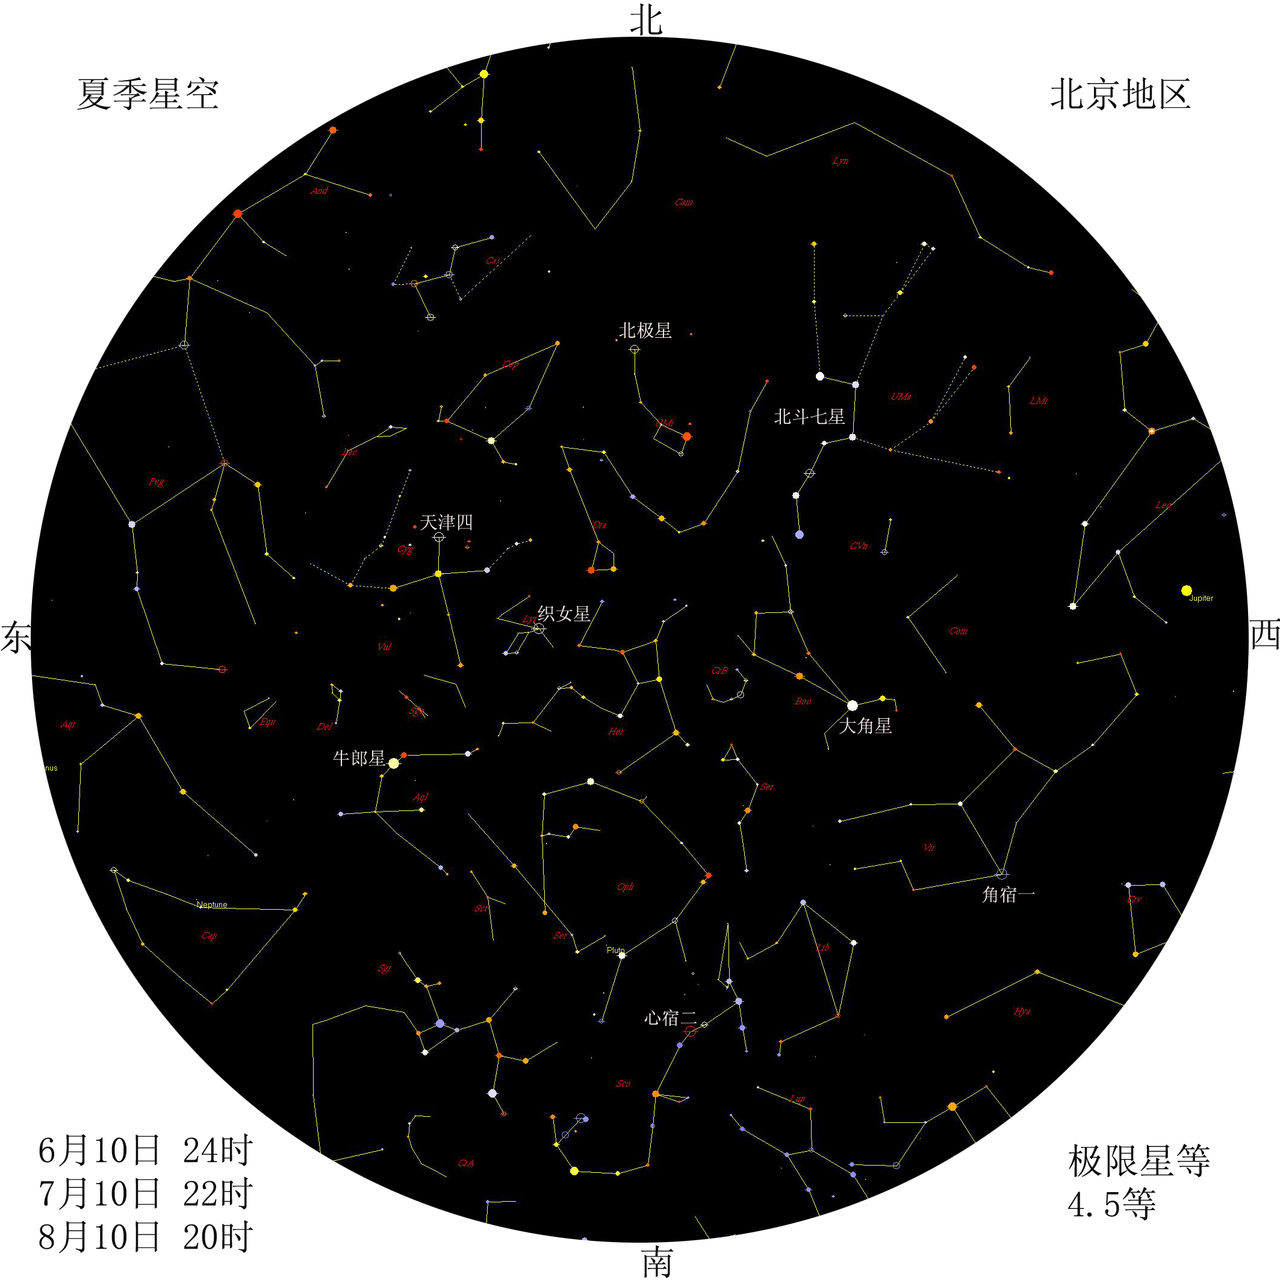 北
夏季星空
北京地区
Lyn
And
Cam
Cas
北极星
Cep
UMa
LMi
北斗七星
UMi
Lac
Peg
Leo
天津四
Dra
Cyg
CVn
Jupiter
织女星
Lyr
东
西
Com
Vul
CrB
Boo
Sge
Aqr
Equ
Del
Her
大角星
牛郎星
nus
Ser
Aql
Vir
Oph
角宿一
Crv
Neptune
Sct
Cap
Ser
Lib
Pluto
Sgr
心宿二
Hya
Sco
Lup
6月10日 24时
7月10日 22时
8月10日 20时
CrA
极限星等
4.5等
南